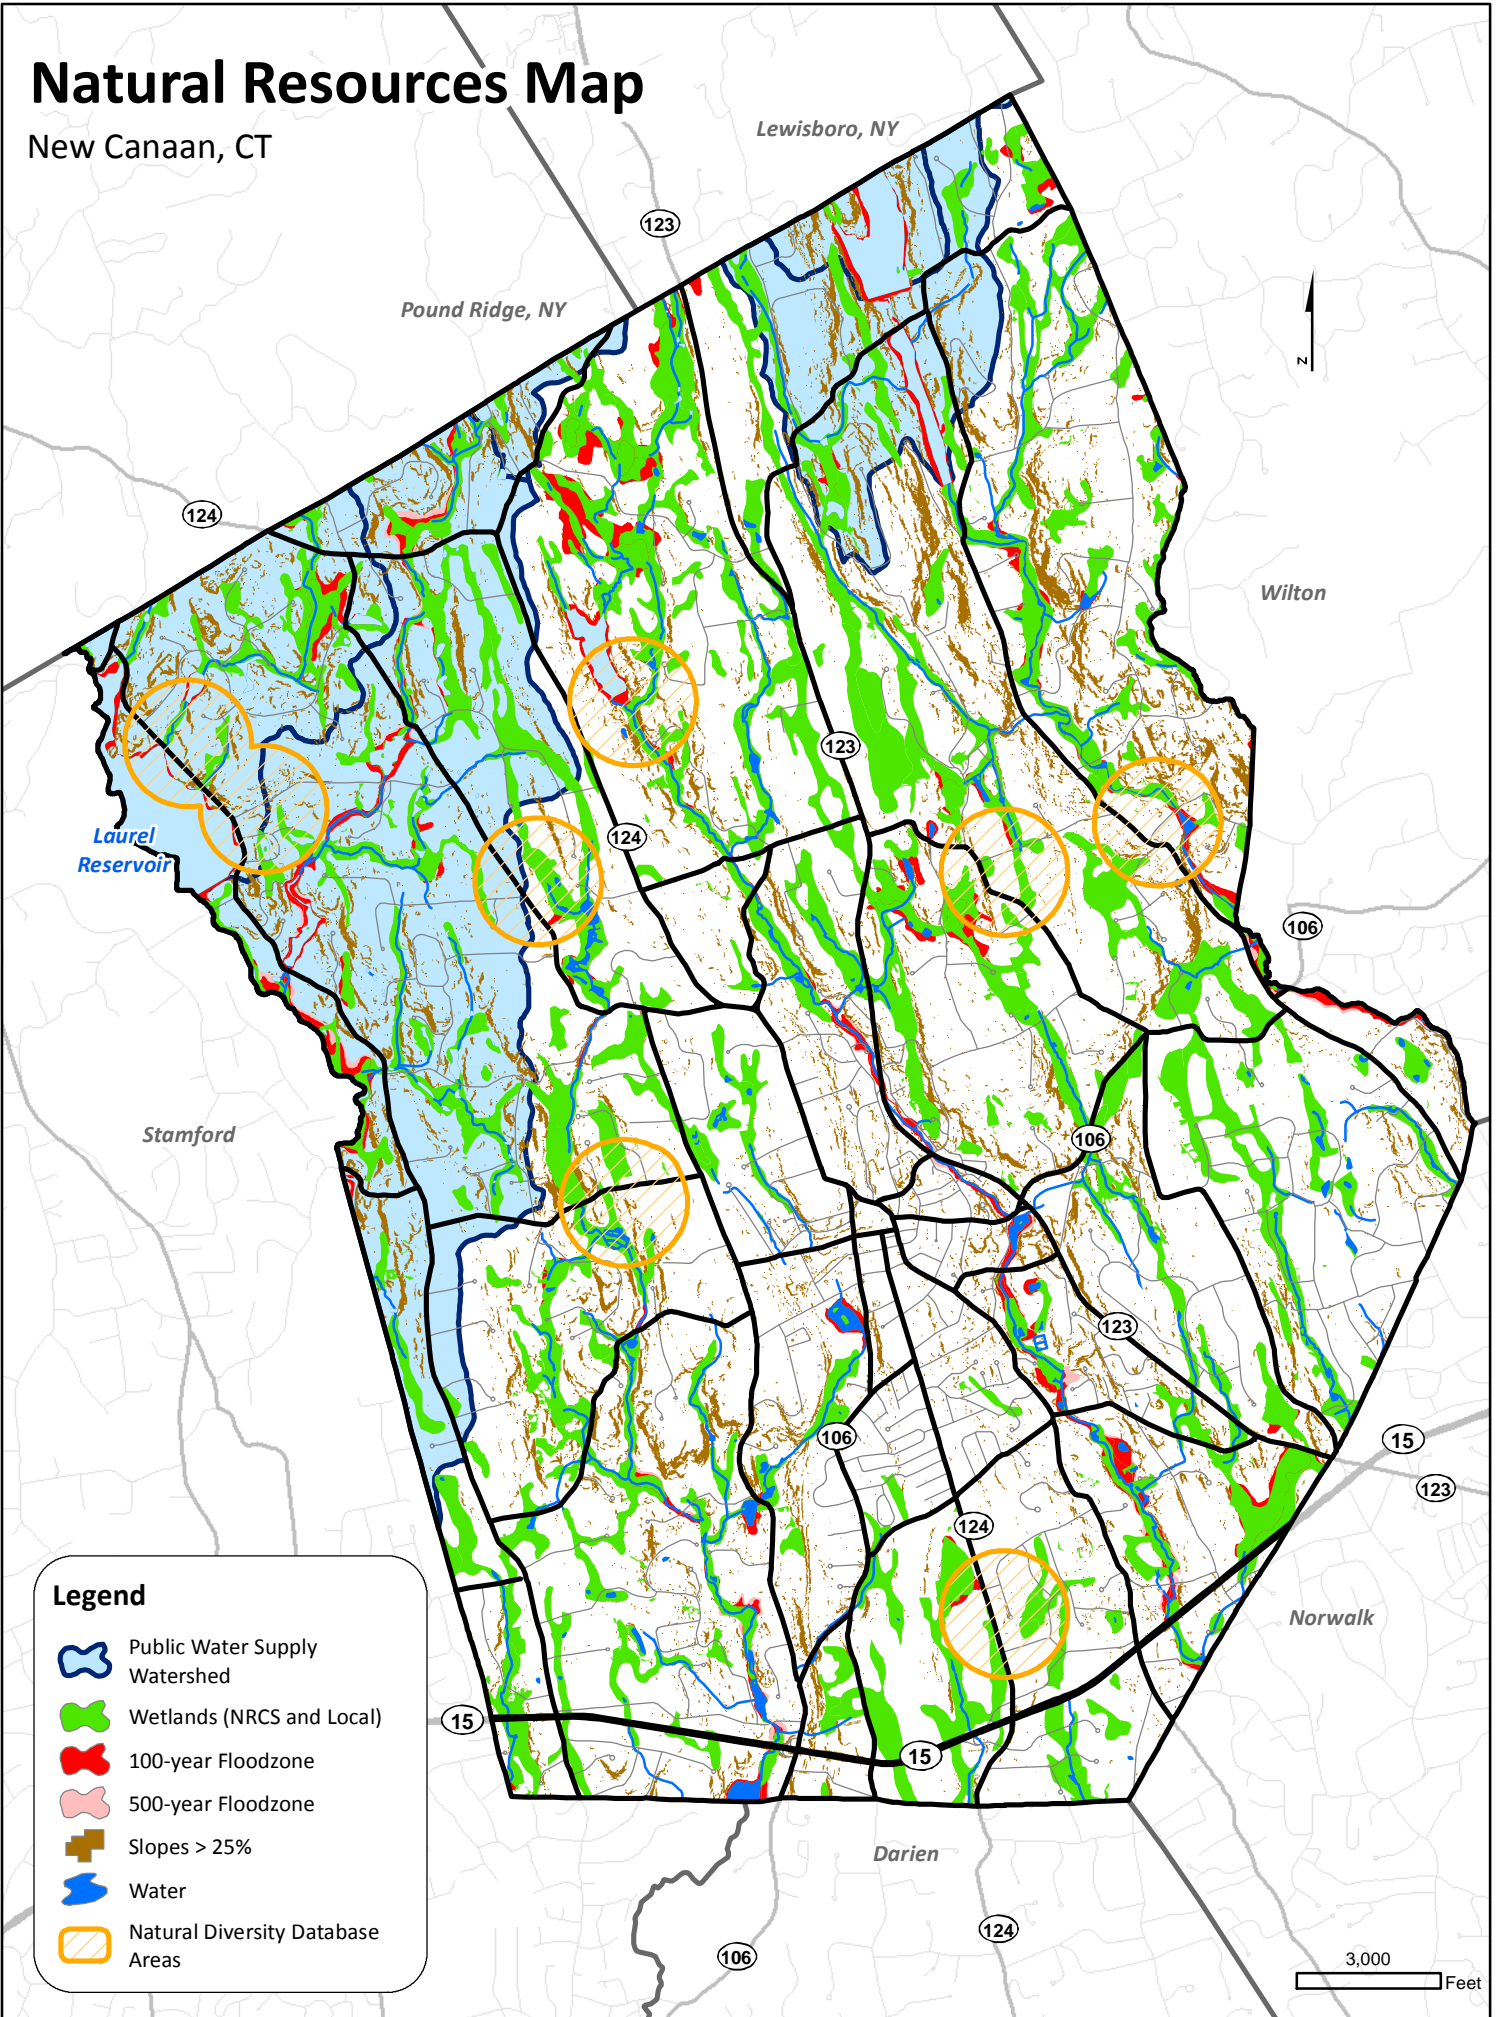 Natural Resources Map
New Canaan, CT
Lewisboro, NY
123
Pound Ridge, NY
N
124
Wilton
123
124
Laurel
Reservoir
106
Stamford
106
123
106
15
123
124
Norwalk
15
15
Darien
124
106
Legend
Public Water Supply
Watershed
Wetlands (NRCS and Local)
100-year Floodzone
500-year Floodzone
Slopes > 25%
Water
Natural Diversity Database
Areas
3,000
Feet